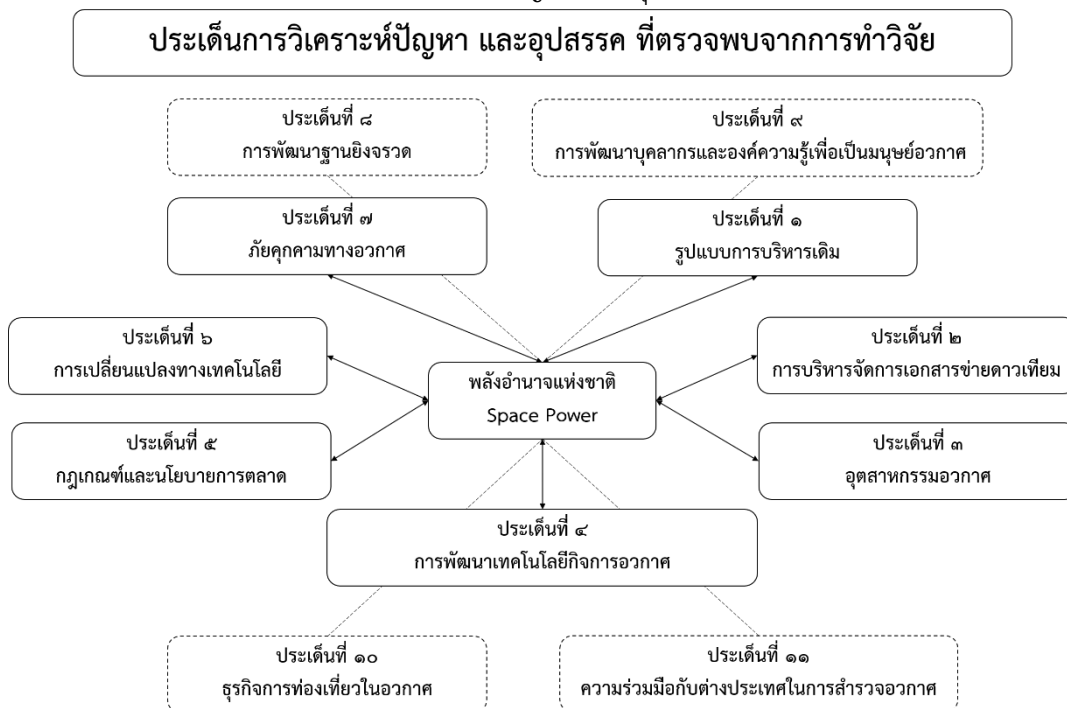 ประเด็นการวิเคราะห์ปัญหา และอุปสรรค ที่ตรวจพบจากการทำวิจัย
ประเด็นที่ ๘
การพัฒนาฐานยิงจรวด
ประเด็นที่ ๙
การพัฒนาบุคลากรและองค์ความรู้เพื่อเป็นมนุษย์อวกาศ
ประเด็นที่ ๗
ภัยคุกคามทางอวกาศ
ประเด็นที่ ๑
รูปแบบการบริหารเดิม
ประเด็นที่ ๖
การเปลี่ยนแปลงทางเทคโนโลยี
พลังอำนาจแห่งชาติ
Space Power
ประเด็นที่ ๒
การบริหารจัดการเอกสารข่ายดาวเทียม
ประเด็นที่ ๕
กฎเกณฑ์และนโยบายการตลาด
ประเด็นที่ ๓
อุตสาหกรรมอวกาศ
ประเด็นที่ ๔
การพัฒนาเทคโนโลยีกิจการอวกาศ
ประเด็นที่ ๑๐
ธุรกิจการท่องเที่ยวในอวกาศ
ประเด็นที่ ๑๑
ความร่วมมือกับต่างประเทศในการสำรวจอวกาศ